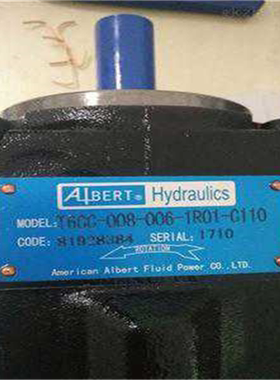 ALBERT® Hydraulics
MODEL: T6CC-008-006-1R01-C110
CODE: 81928384 SERIAL: 1710
ROTATION
American Albert Fluid Power CO.,LTD.